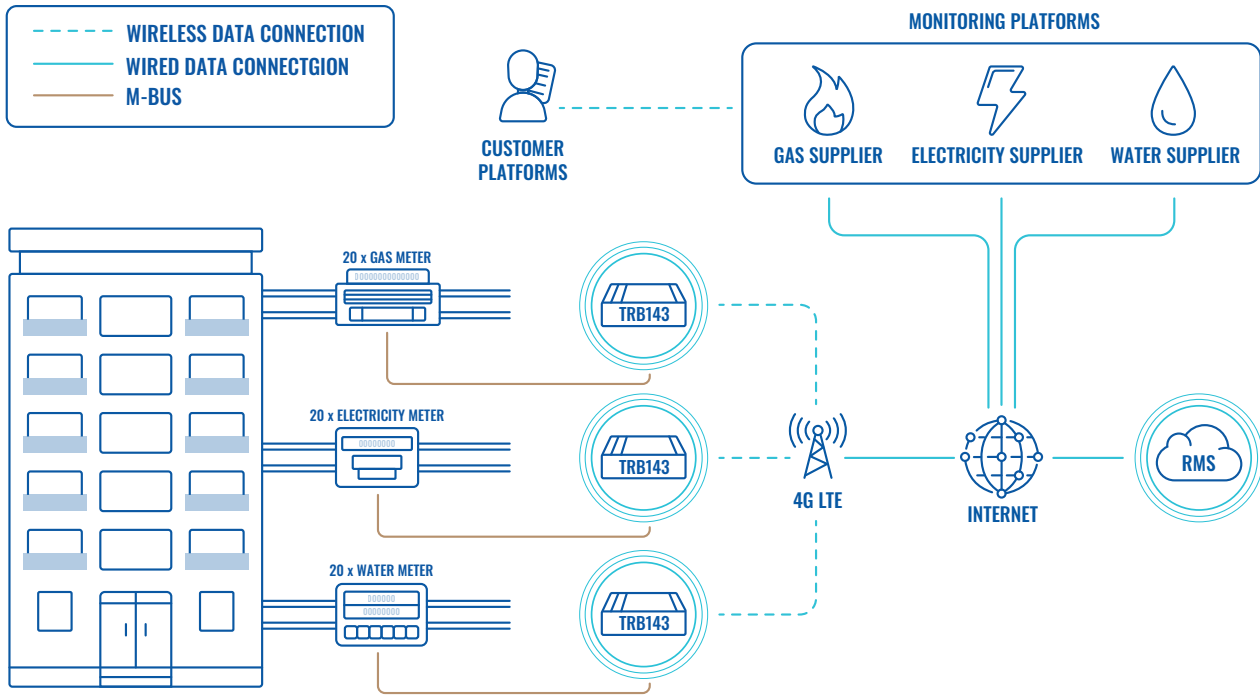 WIRELESS DATA CONNECTION
WIRED DATA CONNECTGION
M-BUS
MONITORING PLATFORMS
CUSTOMER
PLATFORMS
GAS SUPPLIER
ELECTRICITY SUPPLIER
WATER SUPPLIER
20 x GAS METER
TRB143
20 x ELECTRICITY METER
TRB143
4G LTE
INTERNET
RMS
20 x WATER METER
TRB143